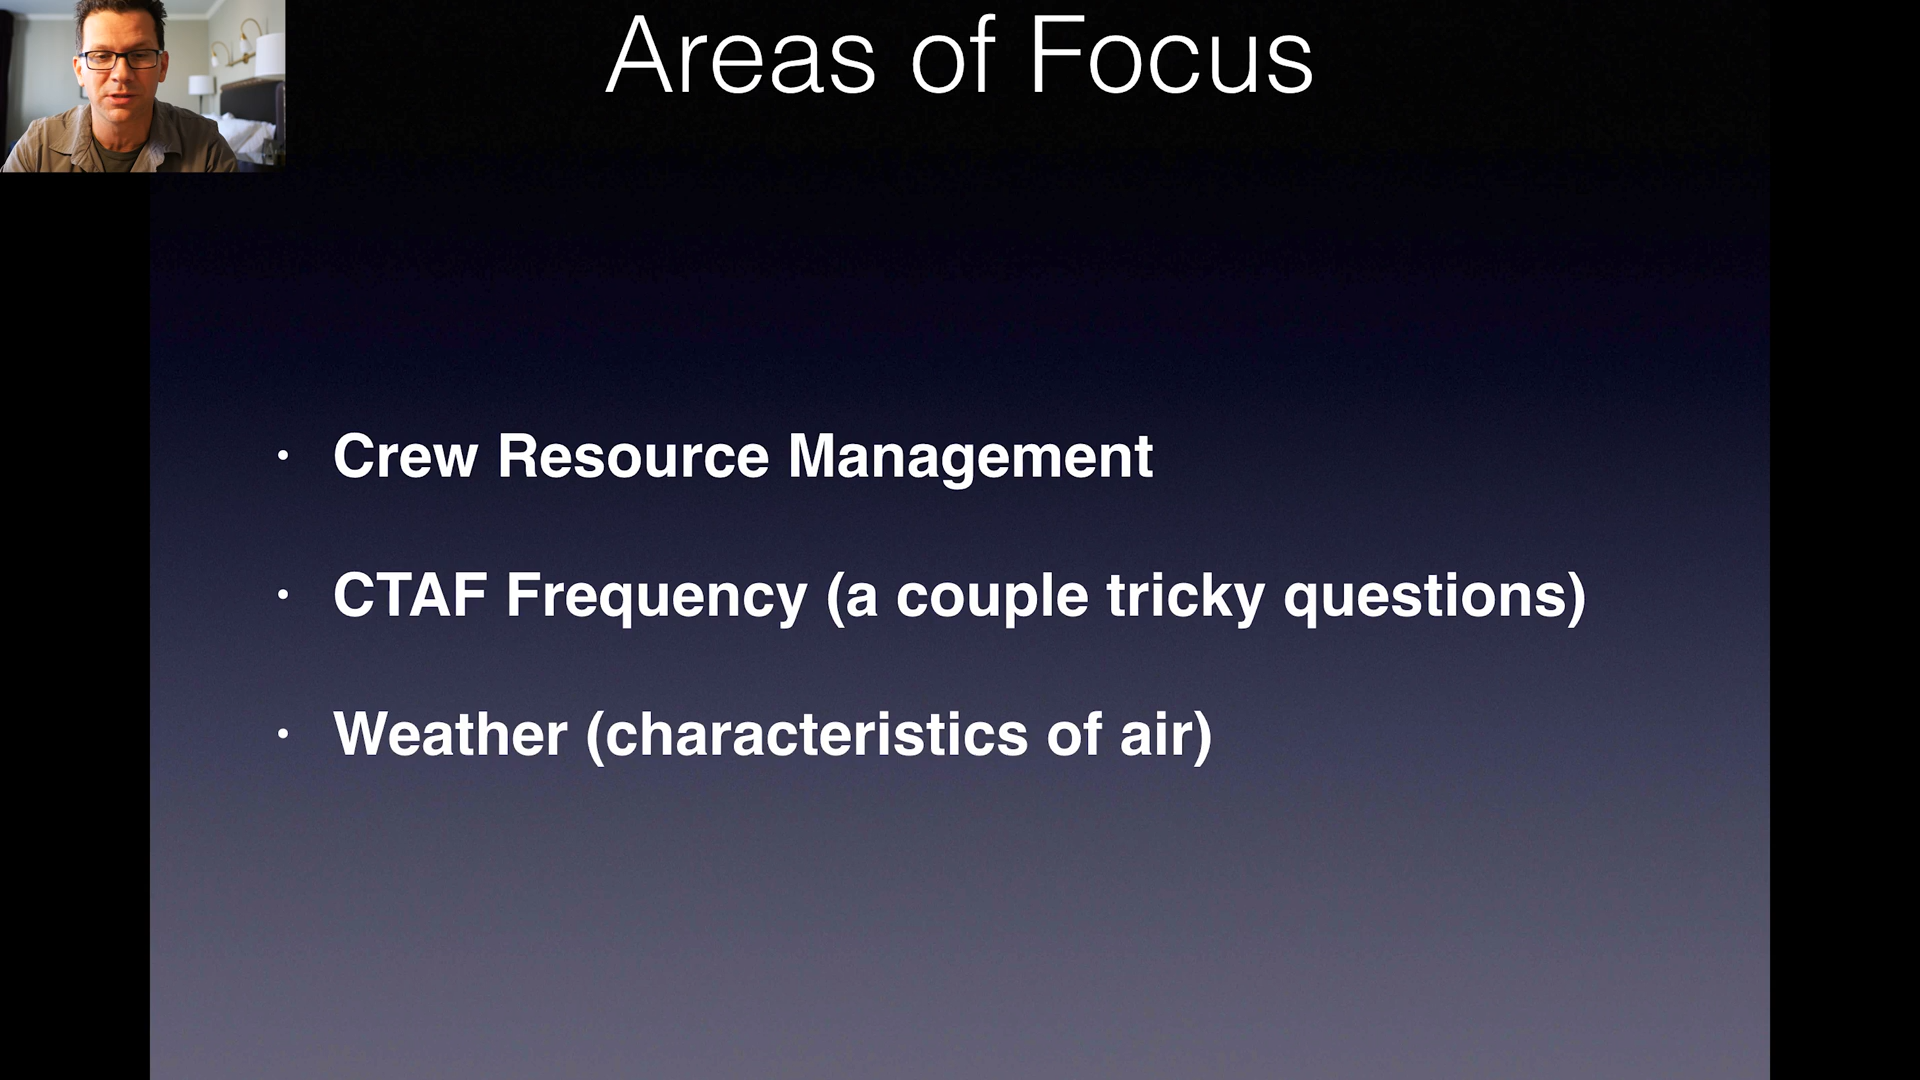 Areas of Focus
· Crew Resource Management
· CTAF Frequency (a couple tricky questions)
· Weather (characteristics of air)